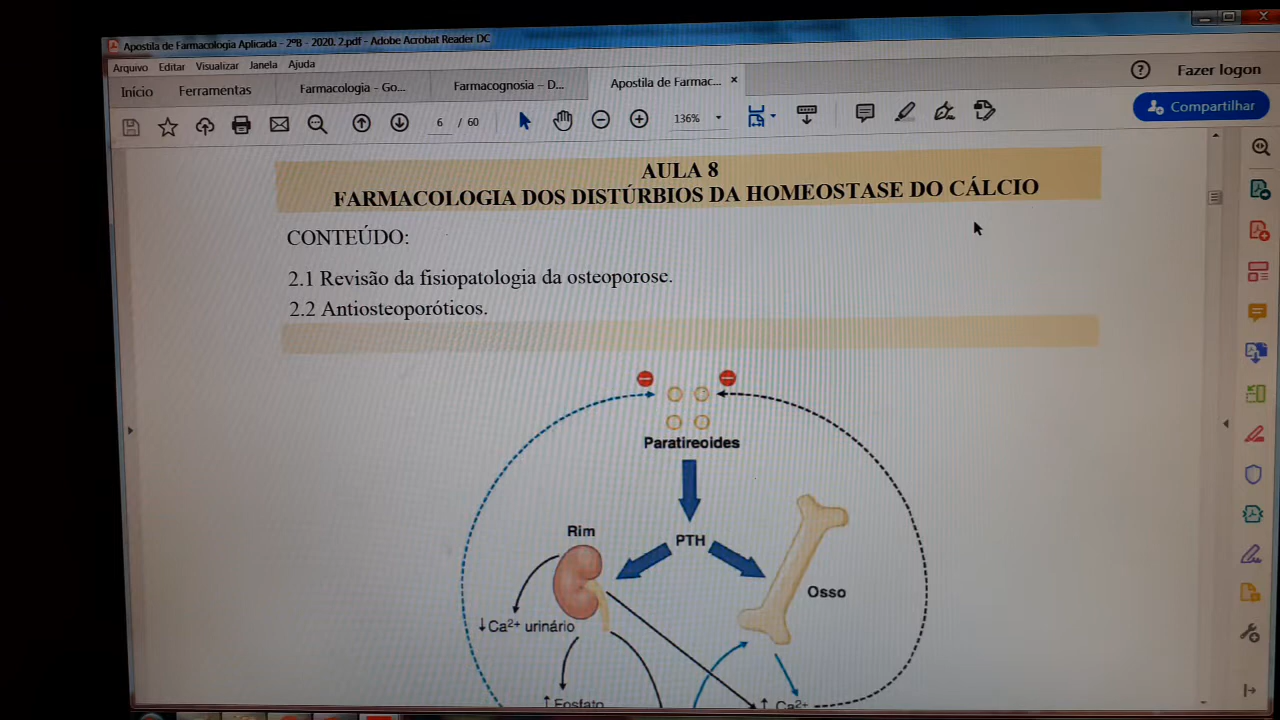 Apostila de Farmacologia Aplicada - 2ºB - 2020. 2.pdf - Adobe Acrobat Reader DC
Arquivo Editar Visualizar Janela Ajuda
Início Ferramentas Farmacologia - Go... Farmacognosia – D... Apostila de Farmac... × Fazer logon
6 / 60 136% Compartilhar
AULA 8
FARMACOLOGIA DOS DISTÚRBIOS DA HOMEOSTASE DO CÁLCIO
CONTEÚDO:
2.1 Revisão da fisiopatologia da osteoporose.
2.2 Antiosteoporóticos.
Paratireoides
Rim
PTH
Osso
↓Ca²⁺ urinário
↑ Fosfato
↑ Ca²⁺